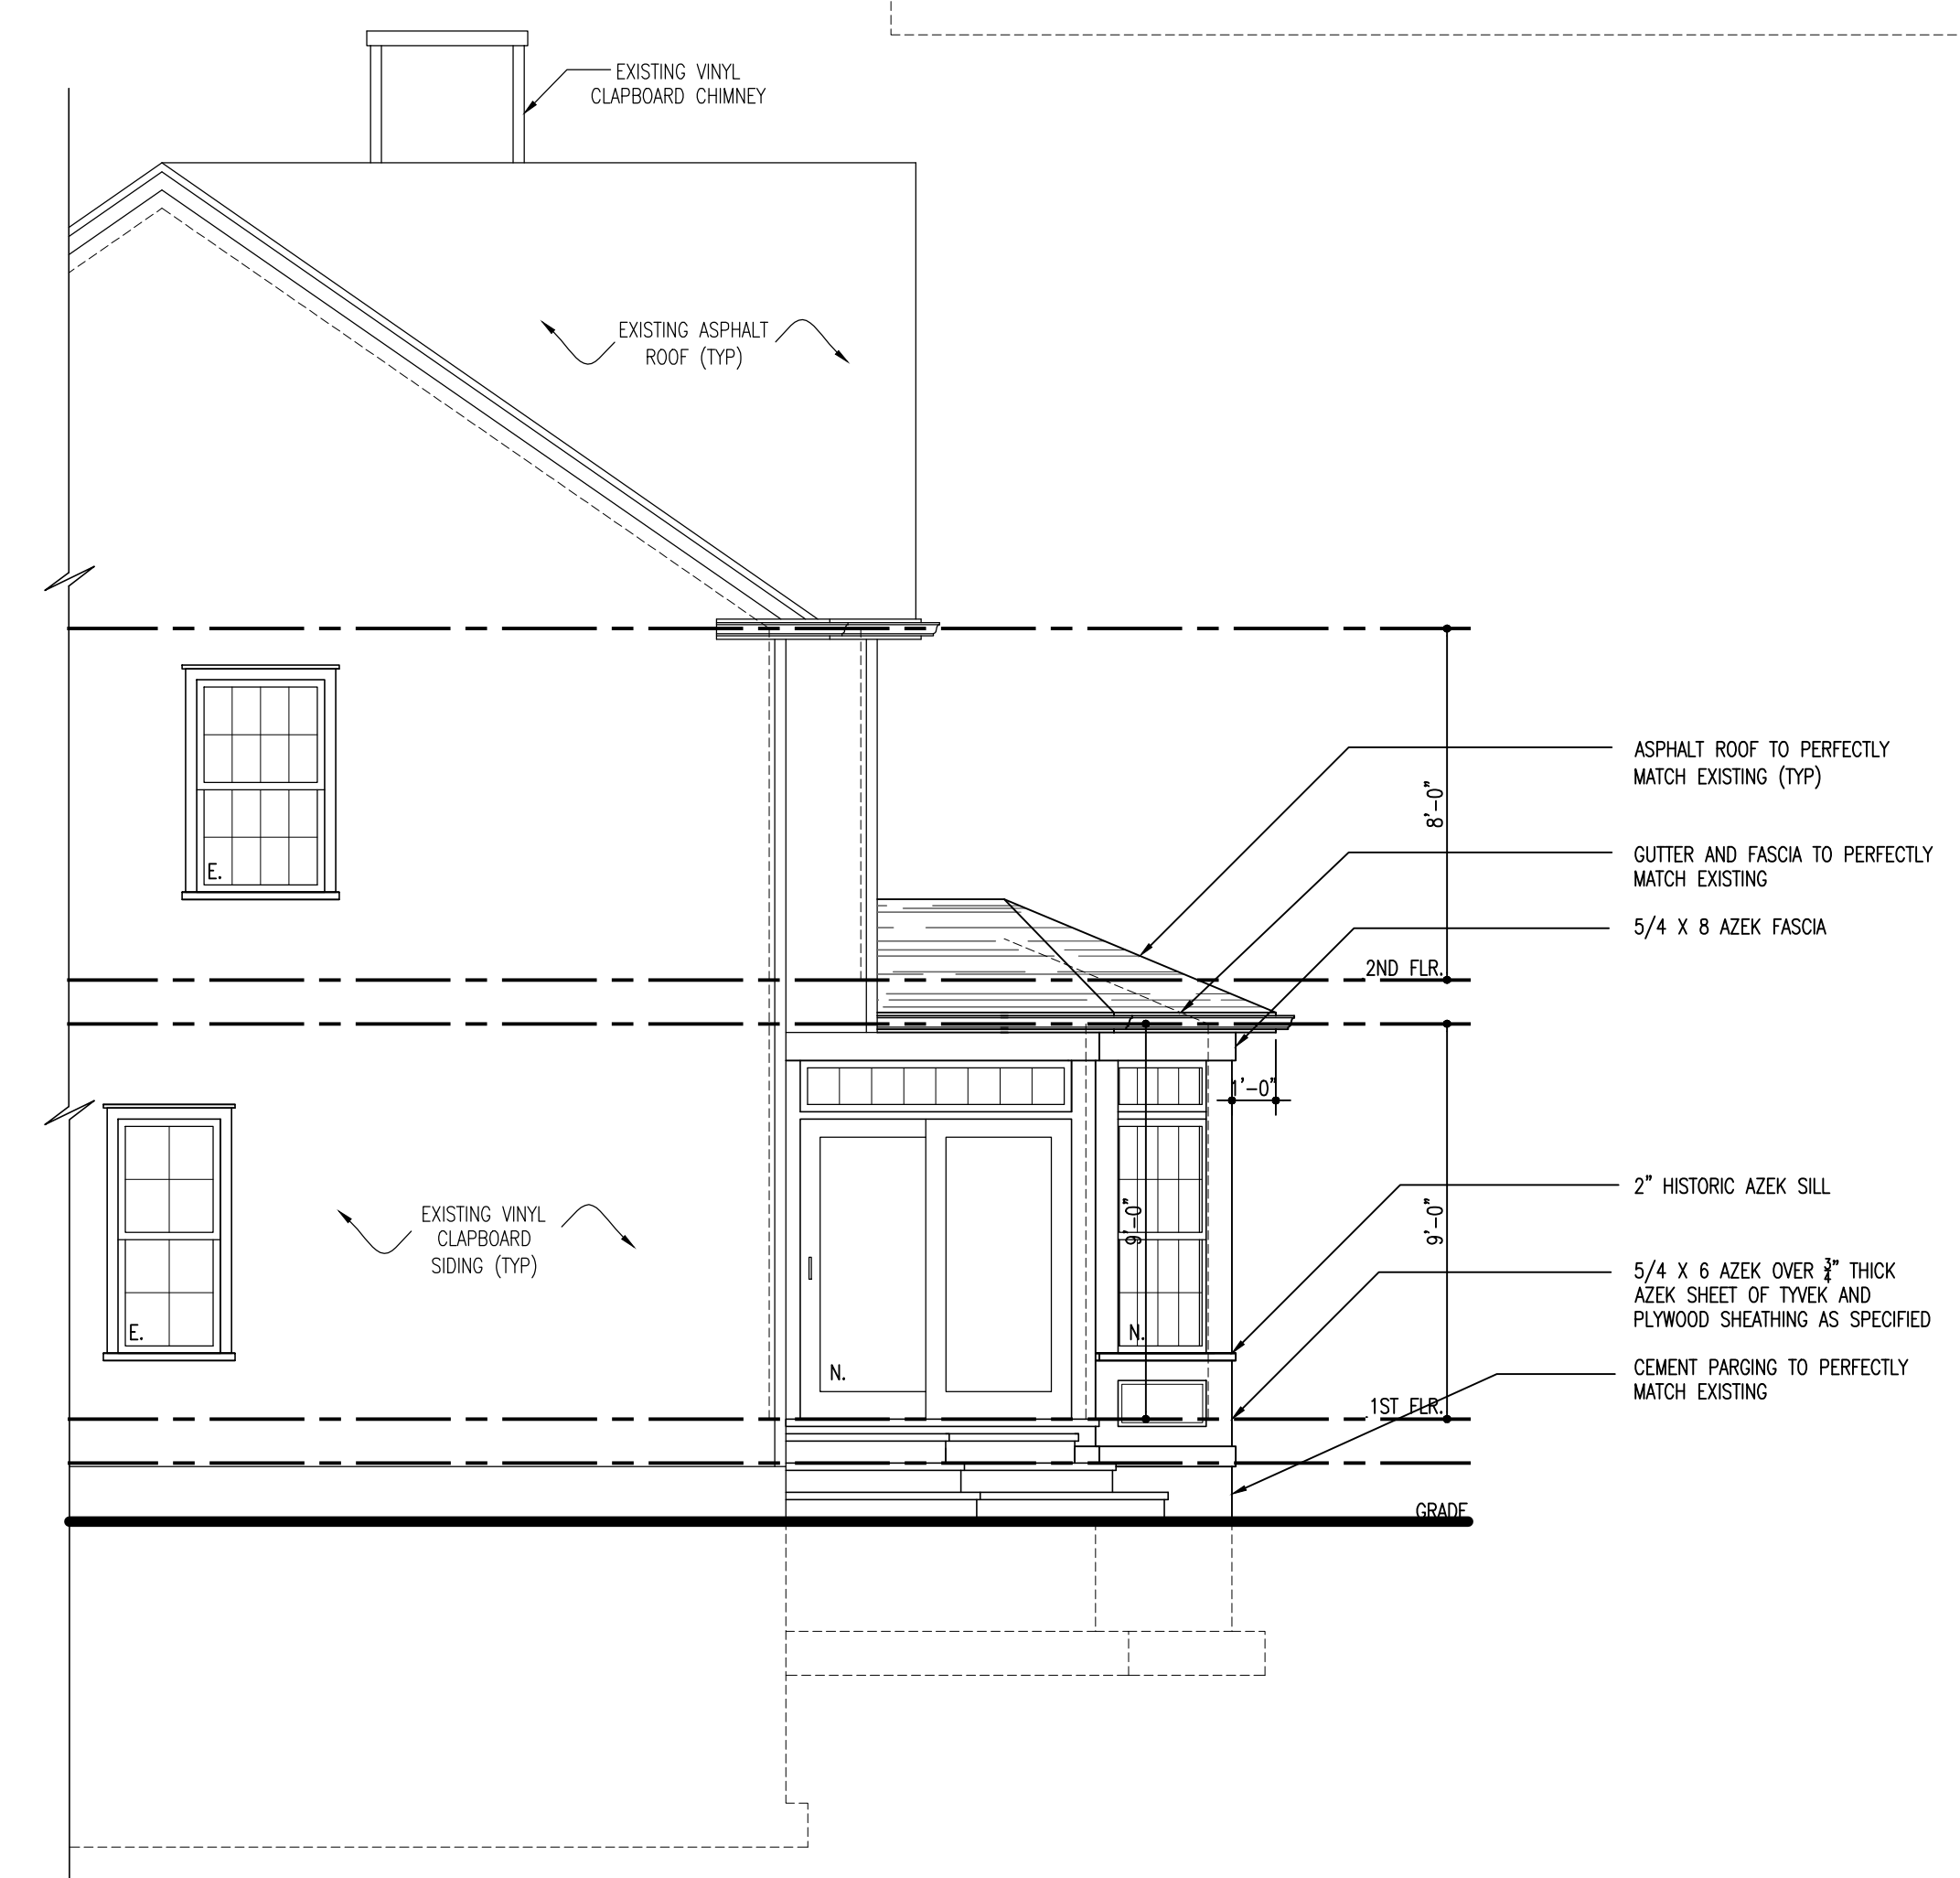 EXISTING VINYL
CLAPBOARD CHIMNEY
EXISTING ASPHALT
ROOF (TYP)
ASPHALT ROOF TO PERFECTLY
MATCH EXISTING (TYP)
8'-0"
GUTTER AND FASCIA TO PERFECTLY
MATCH EXISTING
E.
5/4 X 8 AZEK FASCIA
2ND FLR.
1'-0"
2" HISTORIC AZEK SILL
EXISTING VINYL
CLAPBOARD
SIDING (TYP)
9'-0"
9'-0"
5/4 X 6 AZEK OVER 3/4" THICK
AZEK SHEET OF TYVEK AND
PLYWOOD SHEATHING AS SPECIFIED
E.
N.
N.
CEMENT PARGING TO PERFECTLY
MATCH EXISTING
1ST FLR.
GRADE